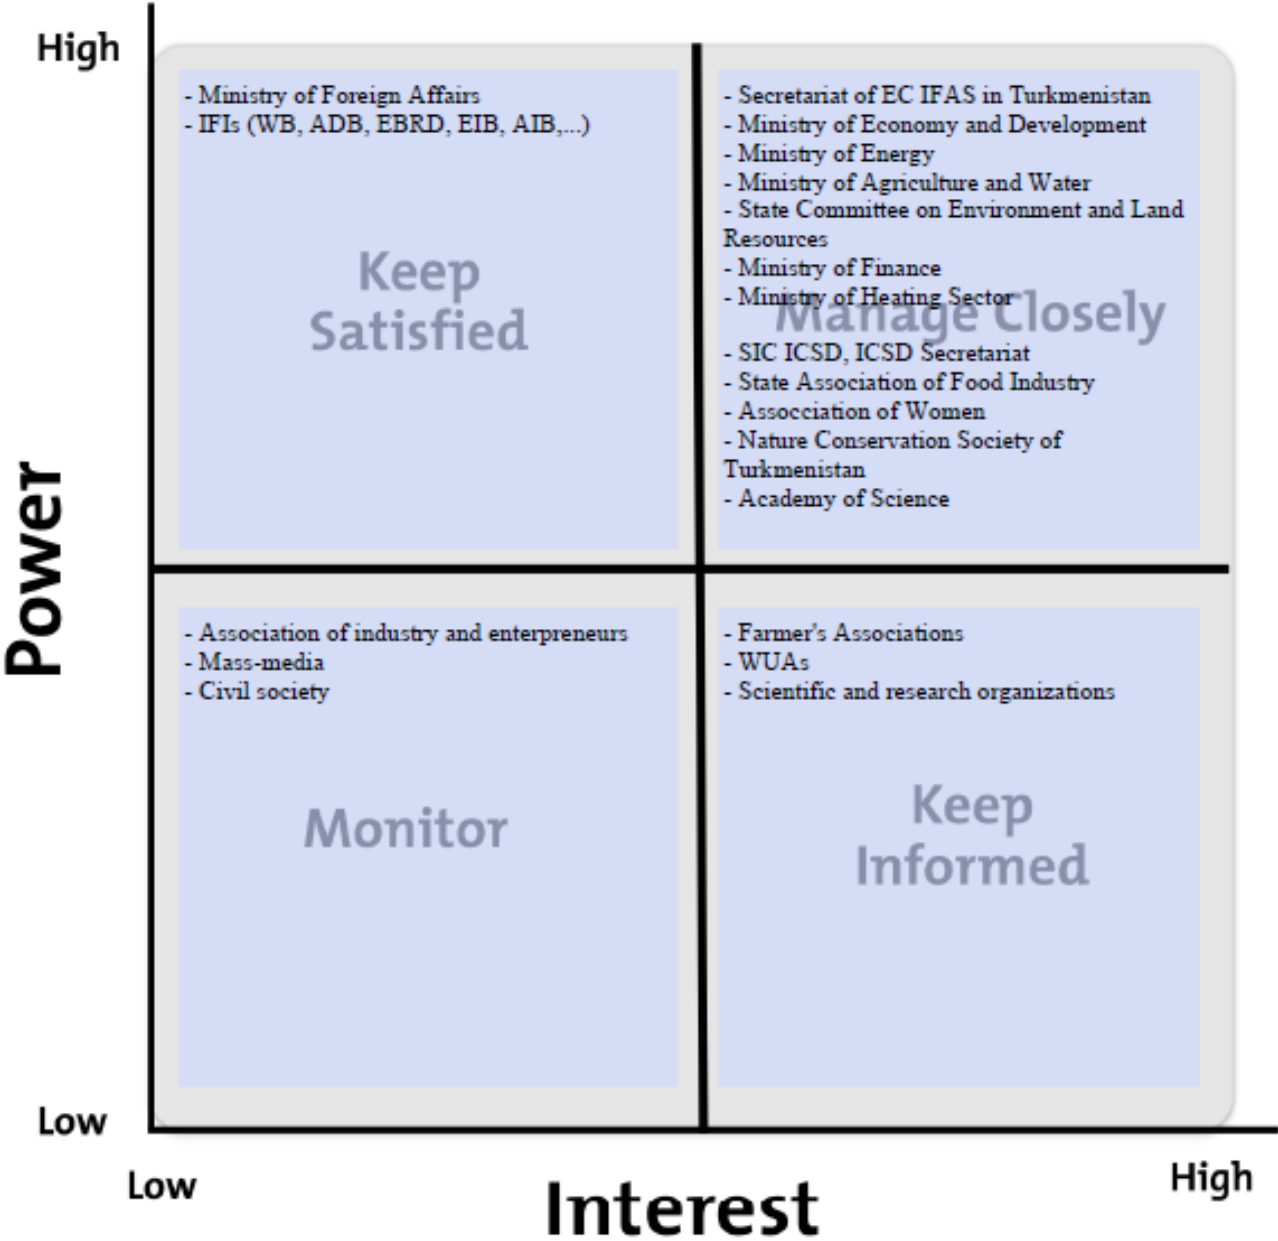 High
- Ministry of Foreign Affairs
- IFIs (WB, ADB, EBRD, EIB, AIB,...)
Keep
Satisfied
- Secretariat of EC IFAS in Turkmenistan
- Ministry of Economy and Development
- Ministry of Energy
- Ministry of Agriculture and Water
- State Committee on Environment and Land
Resources
- Ministry of Finance
- Ministry of Heating Sector
Manage Closely
- SIC ICSD, ICSD Secretariat
- State Association of Food Industry
- Assocciation of Women
- Nature Conservation Society of
Turkmenistan
- Academy of Science
Power
- Association of industry and enterpreneurs
- Mass-media
- Civil society
Monitor
- Farmer's Associations
- WUAs
- Scientific and research organizations
Keep
Informed
Low
Low
Interest
High